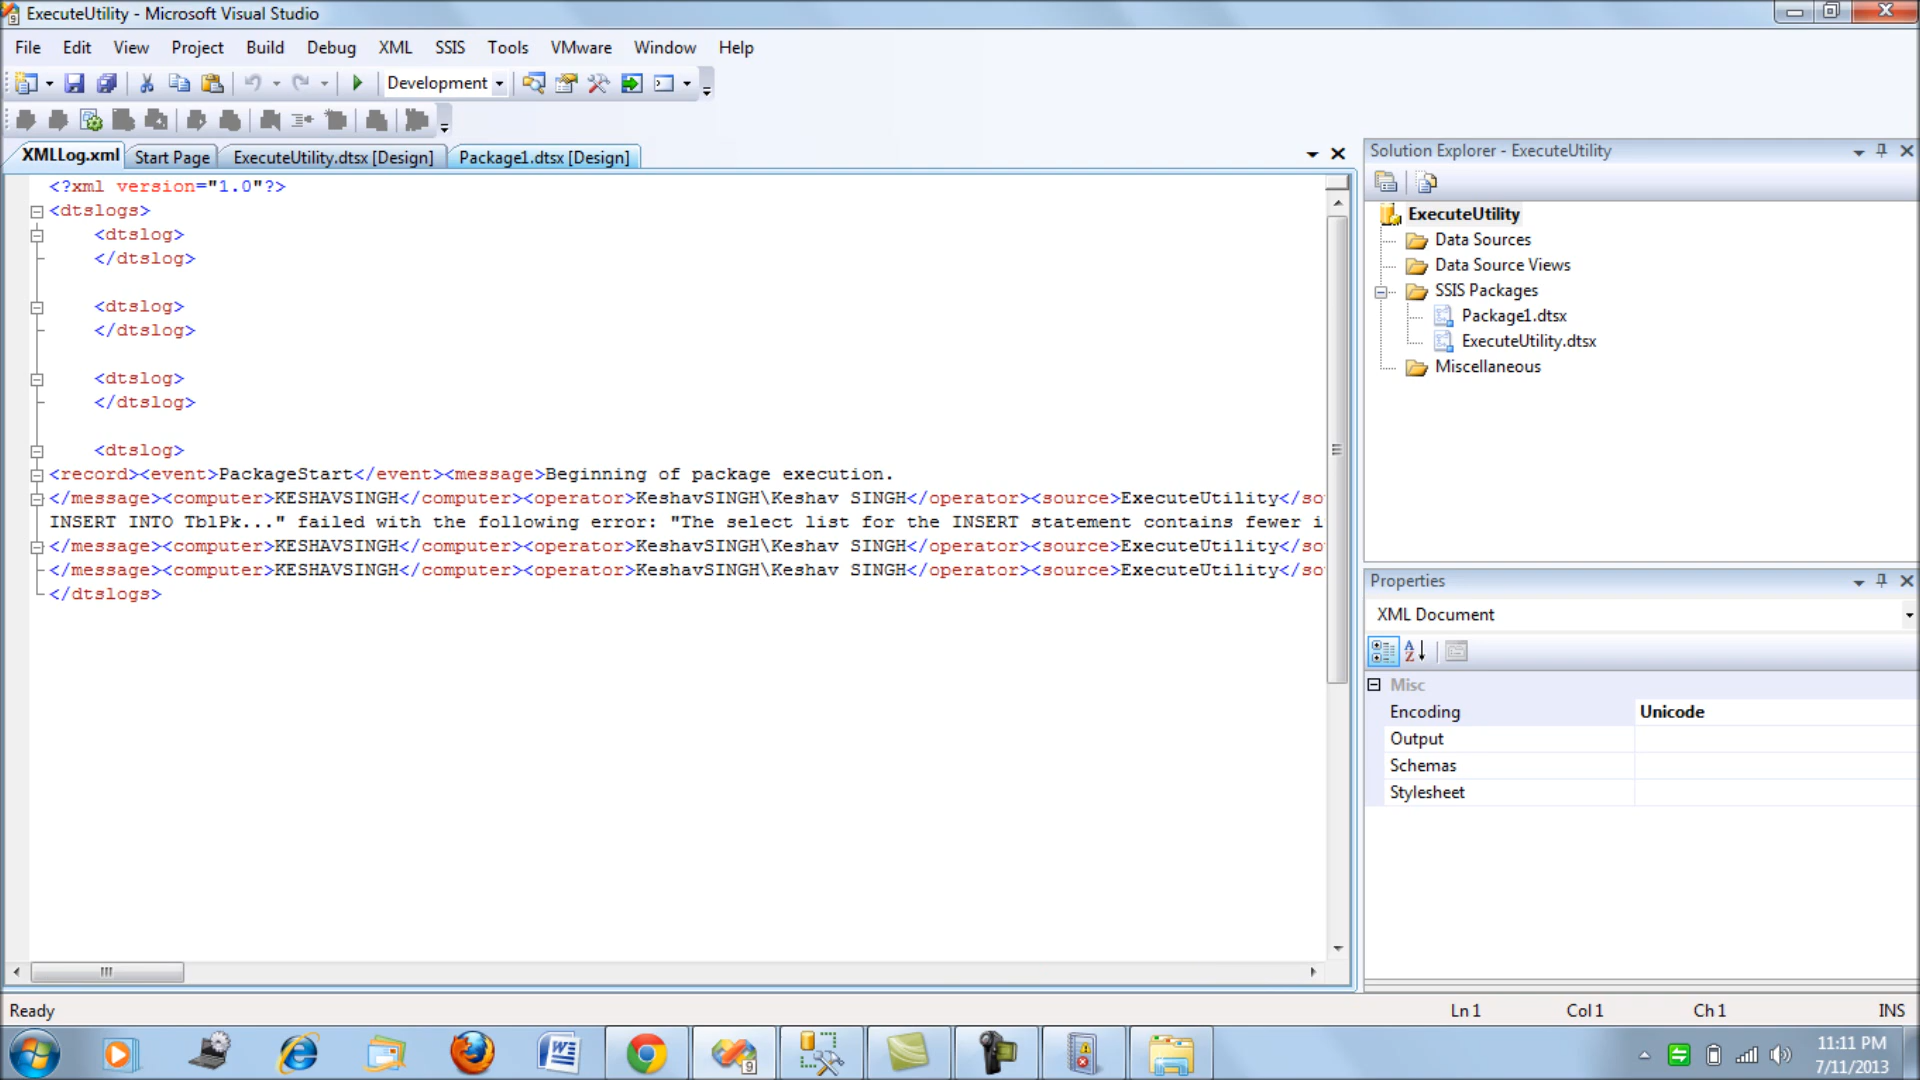 ExecuteUtility - Microsoft Visual Studio
File Edit View Project Build Debug XML SSIS Tools VMware Window Help
Development
XMLLog.xml Start Page ExecuteUtility.dtsx [Design] Package1.dtsx [Design]
<?xml version="1.0"?>
<dtslogs>
<dtslog>
</dtslog>
<dtslog>
</dtslog>
<dtslog>
</dtslog>
<dtslog>
<record><event>PackageStart</event><message>Beginning of package execution.
</message><computer>KESHAVSINGH</computer><operator>KeshavSINGH\Keshav SINGH</operator><source>ExecuteUtility</so
INSERT INTO TblPk..." failed with the following error: "The select list for the INSERT statement contains fewer i
</message><computer>KESHAVSINGH</computer><operator>KeshavSINGH\Keshav SINGH</operator><source>ExecuteUtility</so
</message><computer>KESHAVSINGH</computer><operator>KeshavSINGH\Keshav SINGH</operator><source>ExecuteUtility</so
</dtslogs>
Solution Explorer - ExecuteUtility
ExecuteUtility
Data Sources
Data Source Views
SSIS Packages
Package1.dtsx
ExecuteUtility.dtsx
Miscellaneous
Properties
XML Document
Misc
Encoding Unicode
Output
Schemas
Stylesheet
Ready Ln 1 Col 1 Ch 1 INS
11:11 PM
7/11/2013